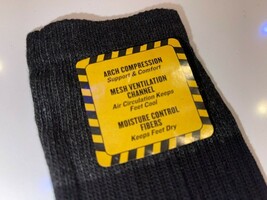 ARCH COMPRESSION
Support & Comfort
MESH VENTILATION
CHANNEL
Air Circulation Keeps
Feet Cool
MOISTURE CONTROL
FIBERS
Keeps Feet Dry